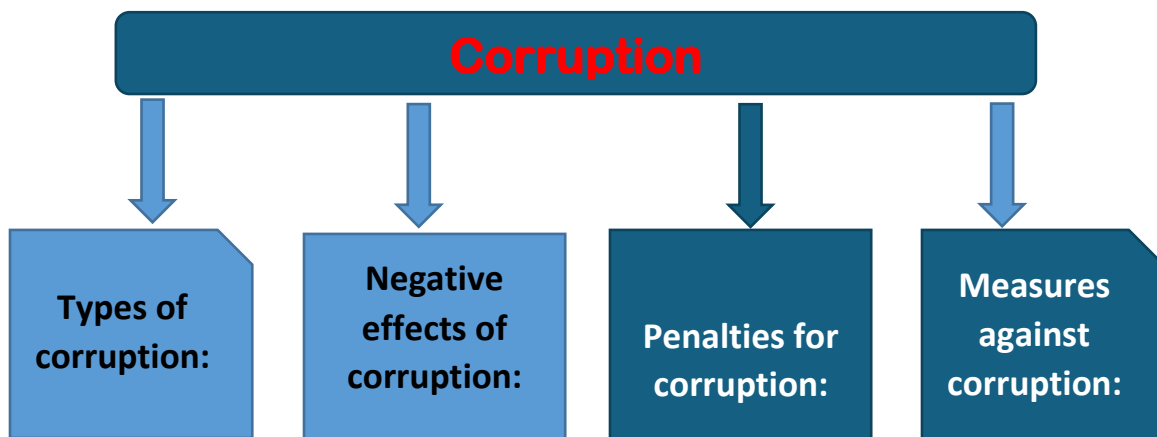 Corruption
Types of
corruption:
Negative
effects of
corruption:
Penalties for
corruption:
Measures
against
corruption: